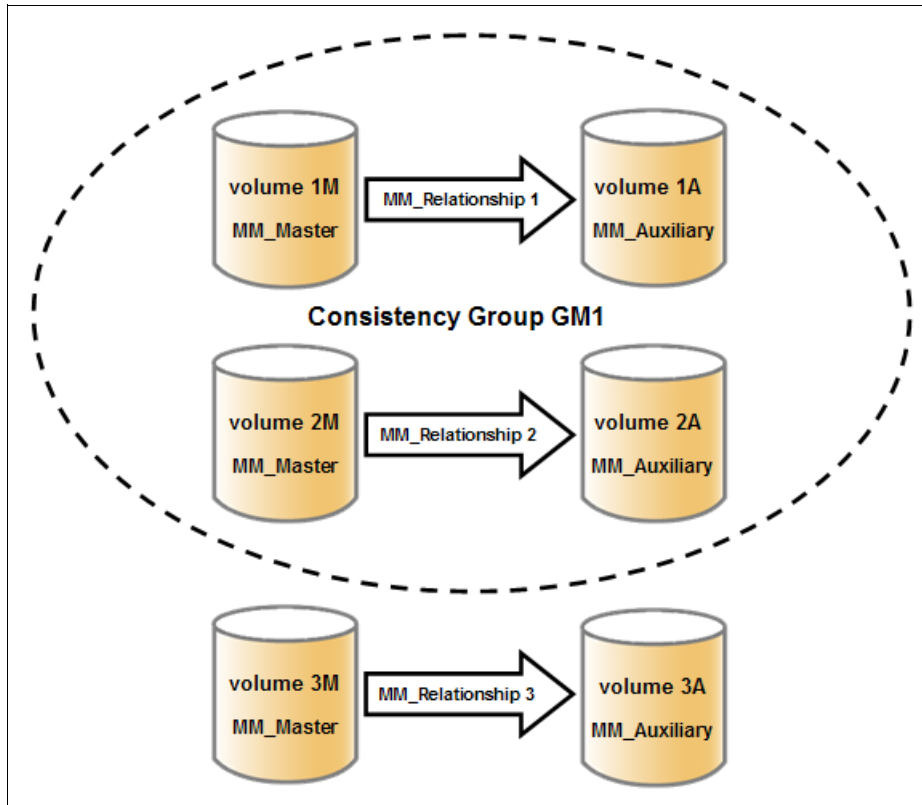 volume 1M
MM_Master
MM_Relationship 1
volume 1A
MM_Auxiliary
Consistency Group GM1
volume 2M
MM_Master
MM_Relationship 2
volume 2A
MM_Auxiliary
volume 3M
MM_Master
MM_Relationship 3
volume 3A
MM_Auxiliary